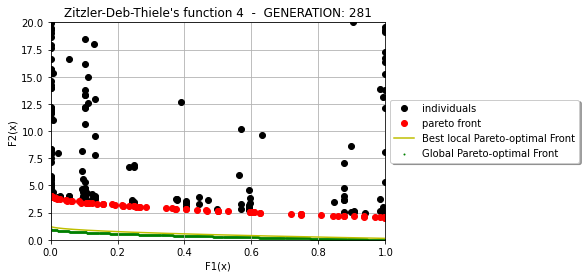 Zitzler-Deb-Thiele's function 4 - GENERATION: 281
20.0
17.5
15.0
12.5
10.0
7.5
5.0
2.5
0.0
F2(x)
0.0 0.2 0.4 0.6 0.8 1.0
F1(x)
individuals
pareto front
Best local Pareto-optimal Front
Global Pareto-optimal Front